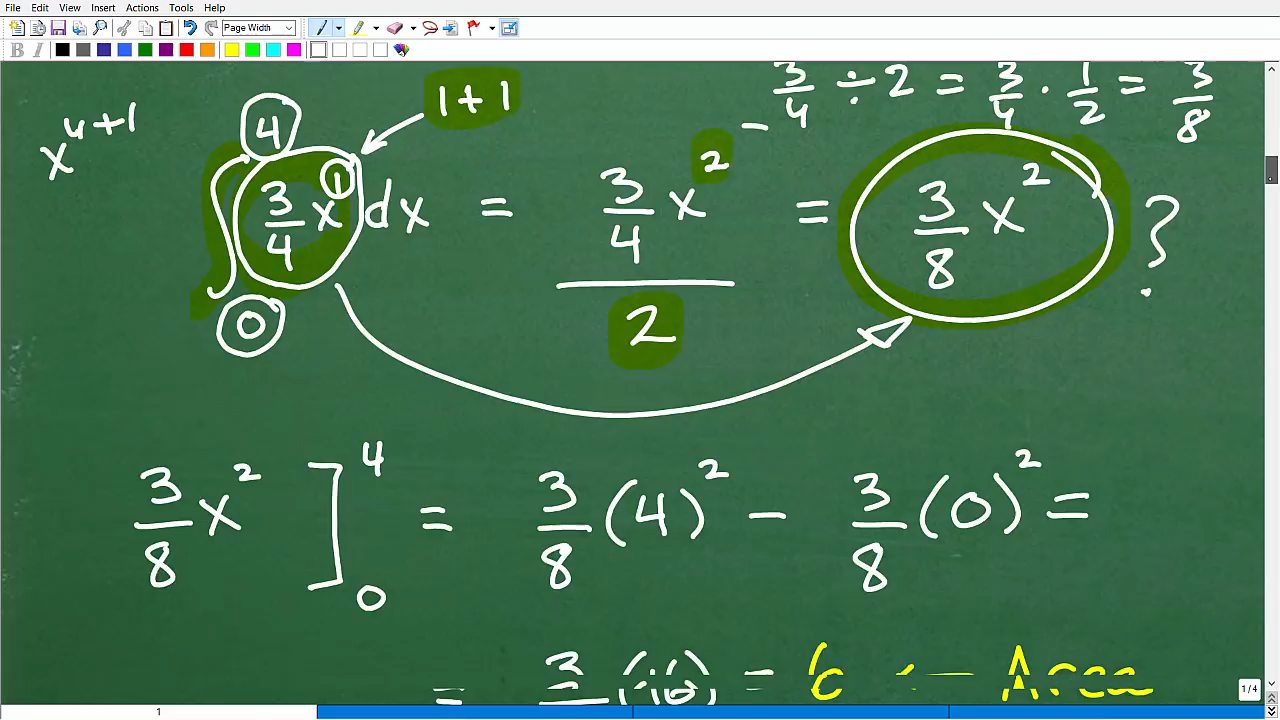 File Edit View Insert Actions Tools Help
Page Width
B I
3/4 ÷ 2 = 3/4 · 1/2 = 3/8
x^4+1
1+1
∫_0^4 3/4 x^1 dx = 3/4 x^2 / 2 = 3/8 x^2 ?
3/8 x^2 ]_0^4 = 3/8 (4)^2 - 3/8 (0)^2 =
= 3/ (16) = 6 ← Area
1/4
1